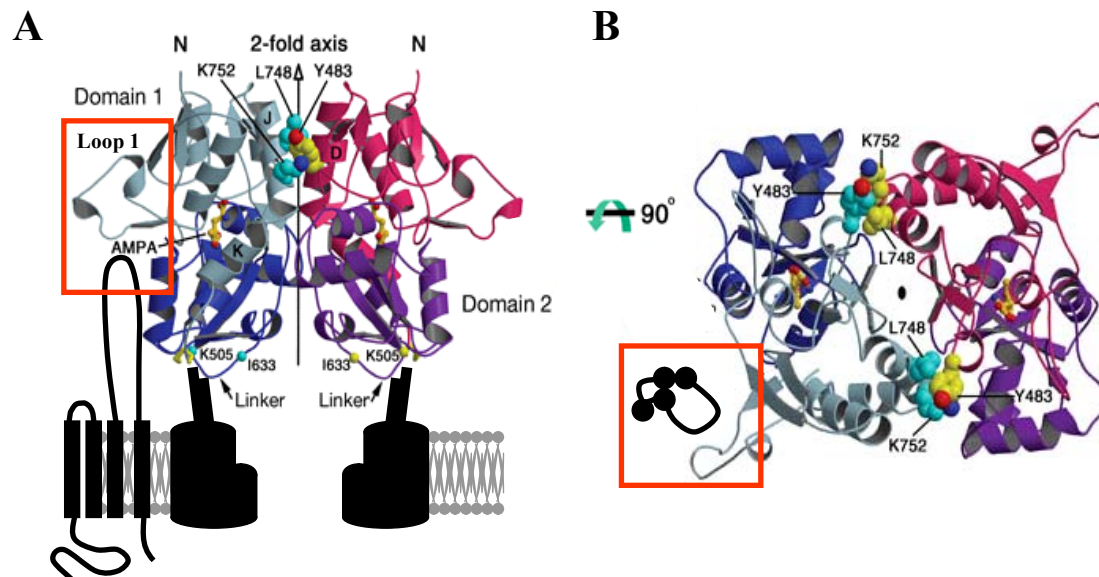 A
B
N
2-fold axis
N
K752
L748
Y483
Domain 1
J
Loop 1
D
K752
Y483
90°
AMPA
K
L748
Domain 2
L748
K505
I633
I633
K505
Linker
Linker
Y483
K752